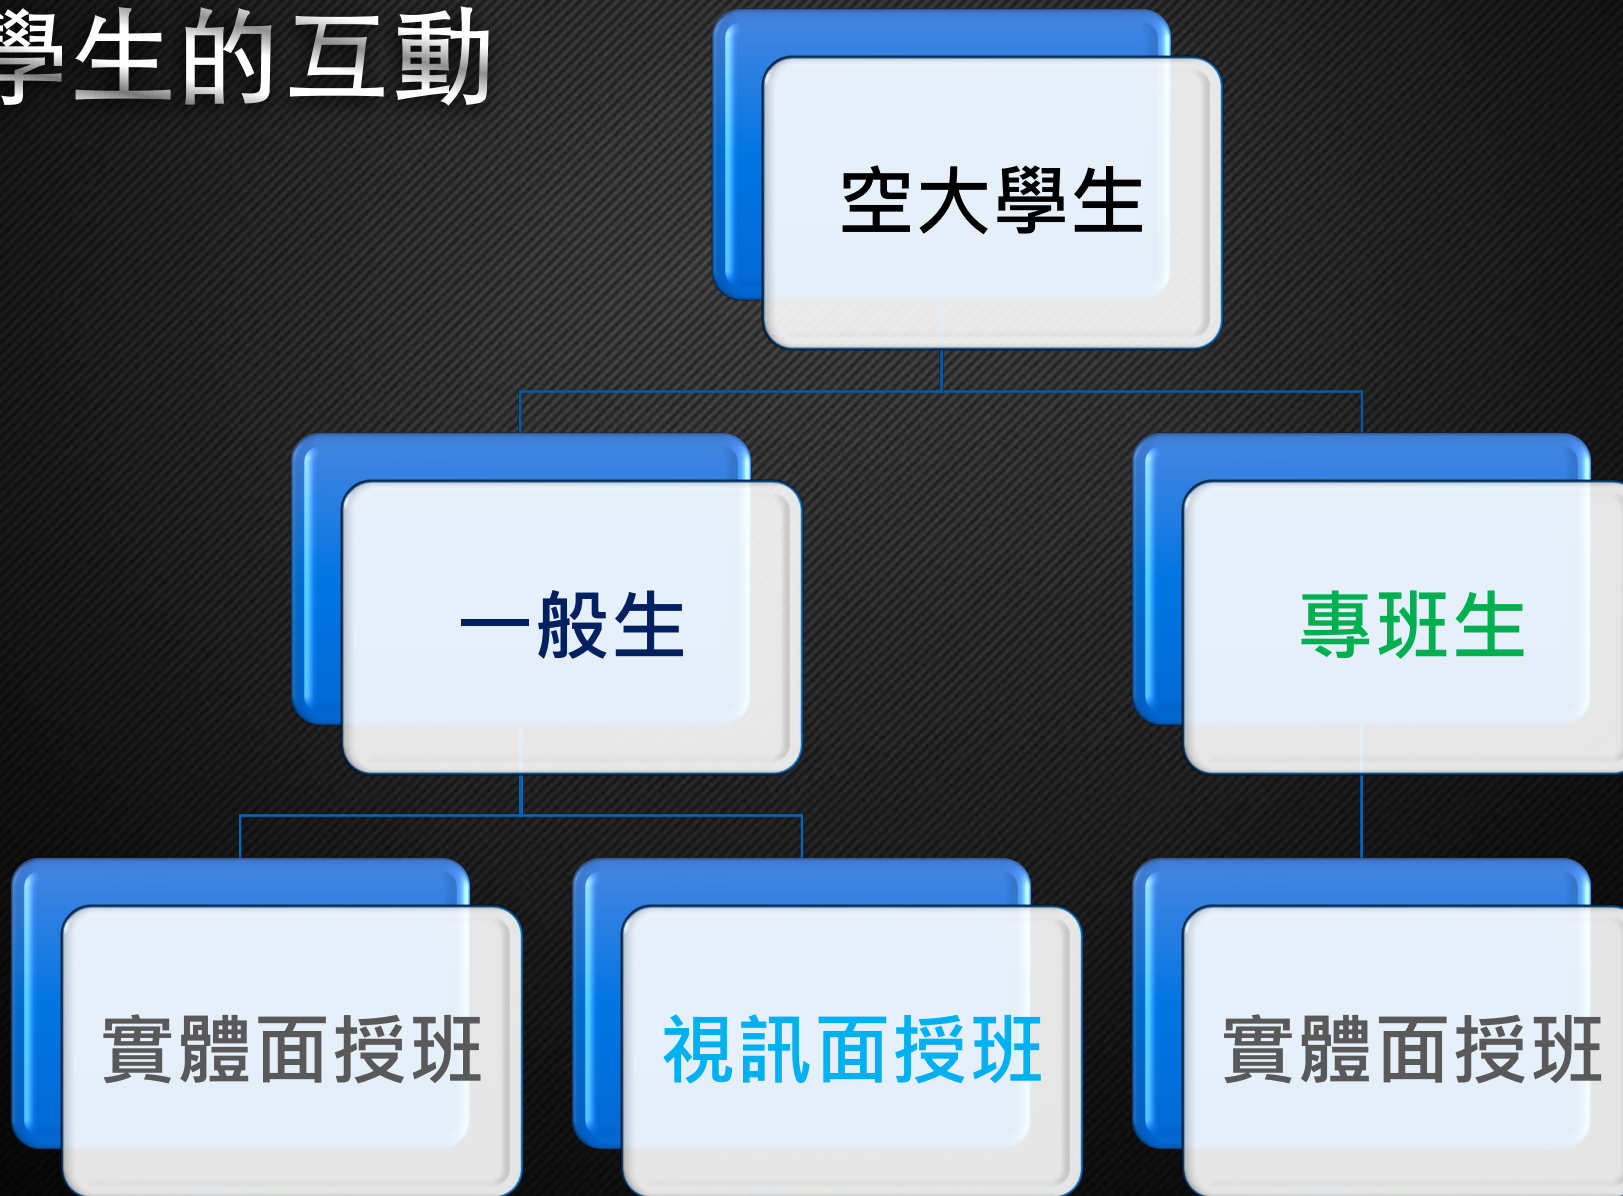 學生的互動
空大學生
一般生
專班生
實體面授班
視訊面授班
實體面授班